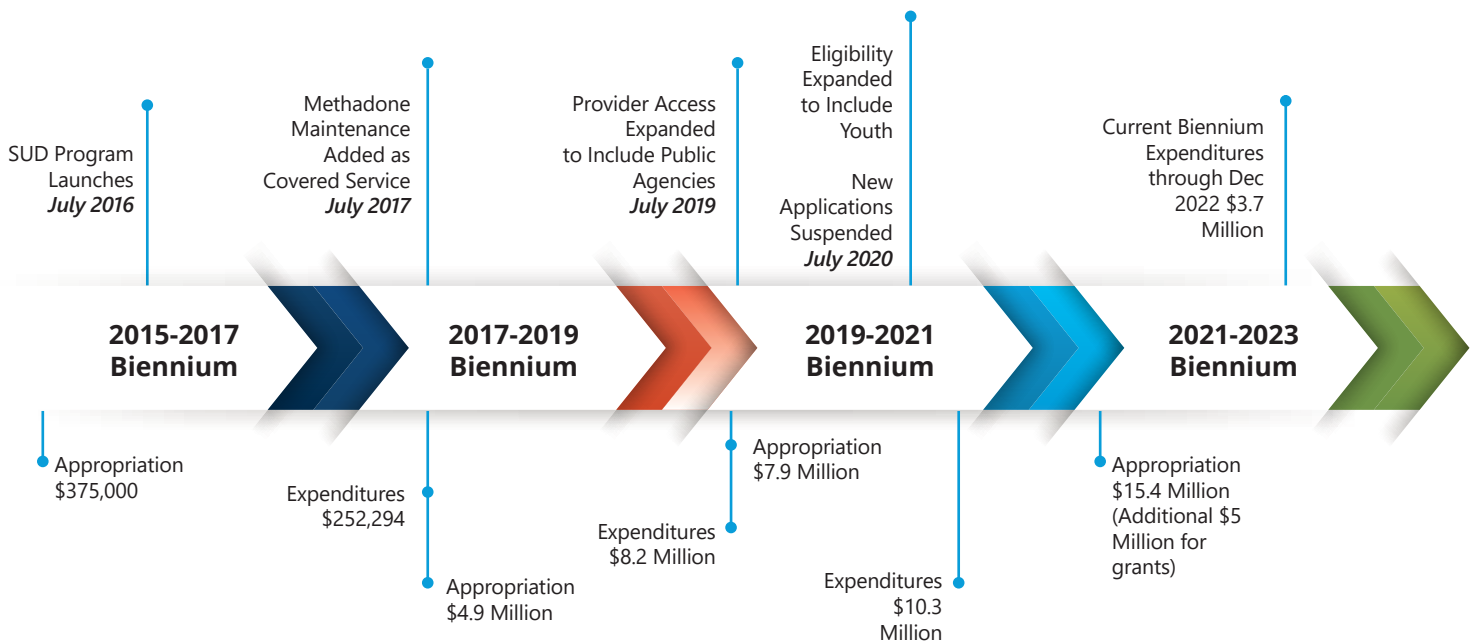 SUD Program
Launches
July 2016
Methadone
Maintenance
Added as
Covered Service
July 2017
Provider Access
Expanded
to Include Public
Agencies
July 2019
Eligibility
Expanded
to Include
Youth
New
Applications
Suspended
July 2020
Current Biennium
Expenditures
through Dec
2022 $3.7
Million
2015-2017
Biennium
2017-2019
Biennium
2019-2021
Biennium
2021-2023
Biennium
Appropriation
$375,000
Expenditures
$252,294
Appropriation
$4.9 Million
Expenditures
$8.2 Million
Appropriation
$7.9 Million
Expenditures
$10.3
Million
Appropriation
$15.4 Million
(Additional $5
Million for
grants)